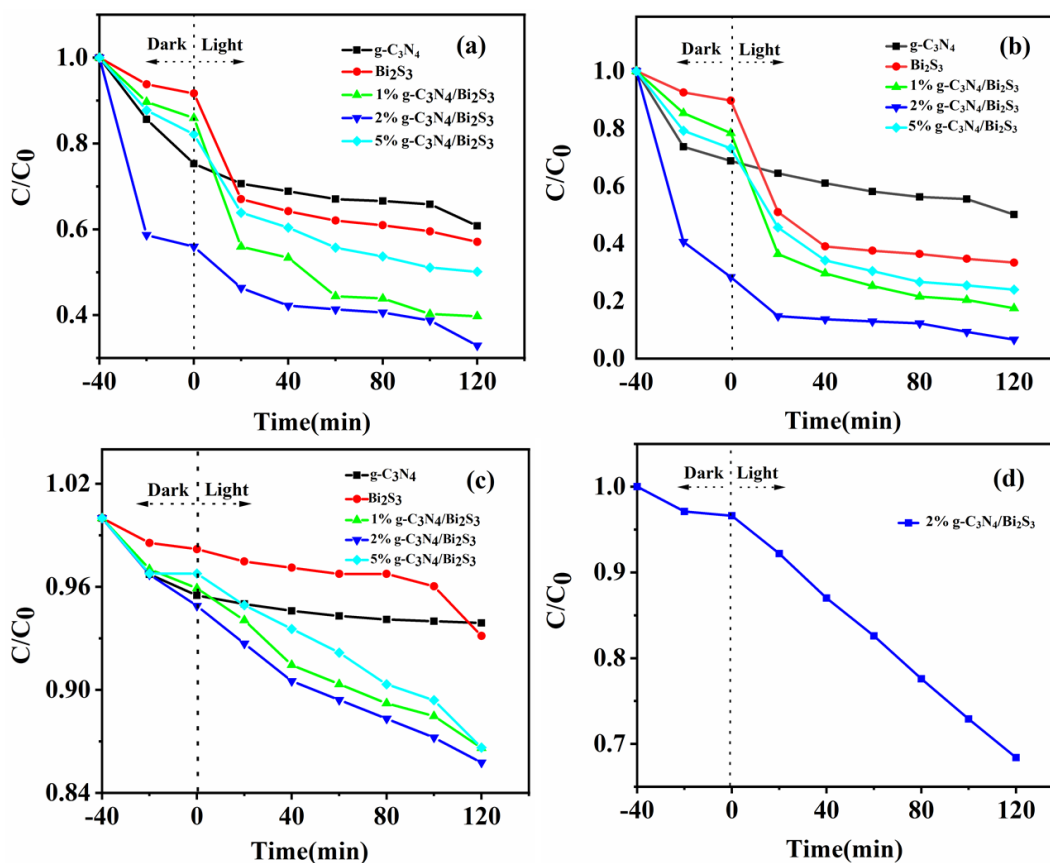 (a)
Dark Light
g-C₃N₄
Bi₂S₃
1% g-C₃N₄/Bi₂S₃
2% g-C₃N₄/Bi₂S₃
5% g-C₃N₄/Bi₂S₃
1.0
0.8
0.6
0.4
C/C₀
-40 0 40 80 120
Time(min)
(b)
Dark Light
g-C₃N₄
Bi₂S₃
1% g-C₃N₄/Bi₂S₃
2% g-C₃N₄/Bi₂S₃
5% g-C₃N₄/Bi₂S₃
1.0
0.8
0.6
0.4
0.2
0.0
C/C₀
-40 0 40 80 120
Time(min)
(c)
Dark Light
g-C₃N₄
Bi₂S₃
1% g-C₃N₄/Bi₂S₃
2% g-C₃N₄/Bi₂S₃
5% g-C₃N₄/Bi₂S₃
1.02
0.96
0.90
0.84
C/C₀
-40 0 40 80 120
Time(min)
(d)
Dark Light
2% g-C₃N₄/Bi₂S₃
1.0
0.9
0.8
0.7
C/C₀
-40 0 40 80 120
Time(min)